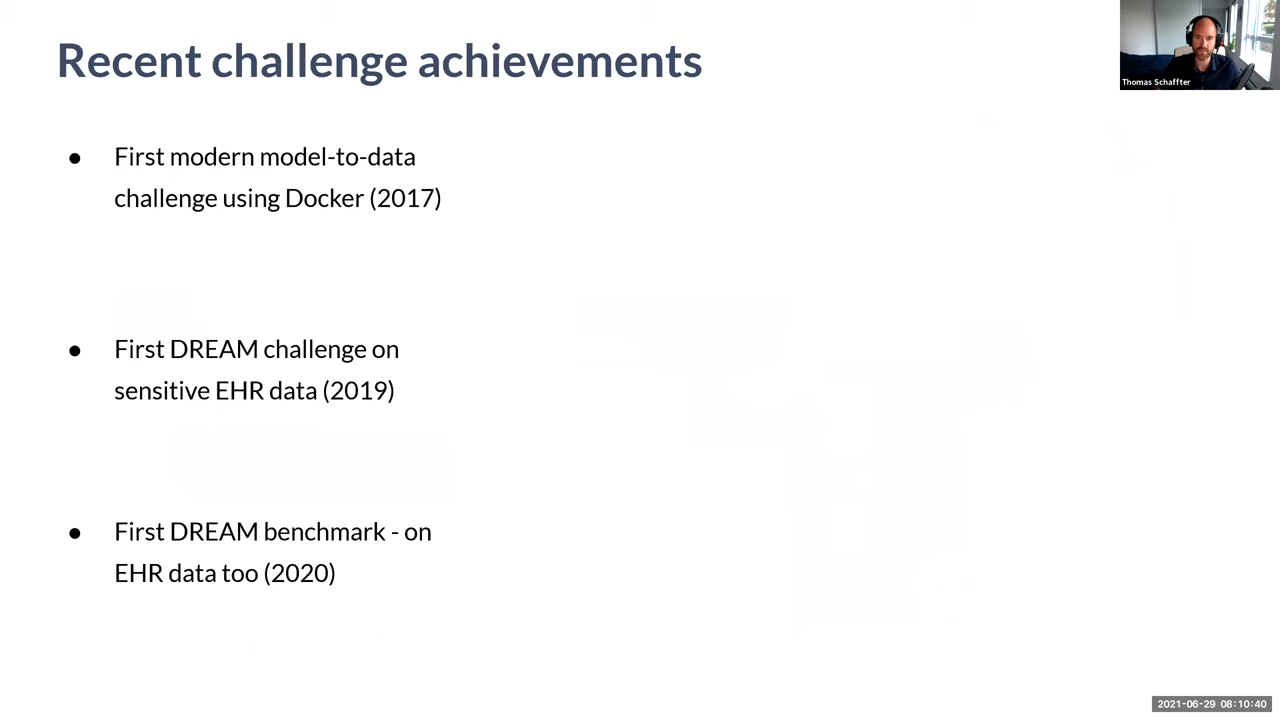 Recent challenge achievements
Thomas Schaffter
● First modern model-to-data
challenge using Docker (2017)
● First DREAM challenge on
sensitive EHR data (2019)
● First DREAM benchmark - on
EHR data too (2020)
2021-06-29 08:10:40